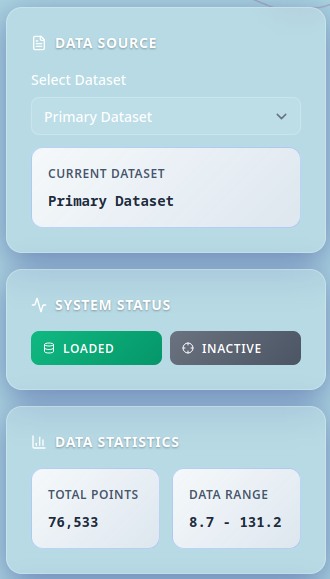 DATA SOURCE
Select Dataset
Primary Dataset
CURRENT DATASET
Primary Dataset
SYSTEM STATUS
LOADED INACTIVE
DATA STATISTICS
TOTAL POINTS DATA RANGE
76,533 8.7 - 131.2